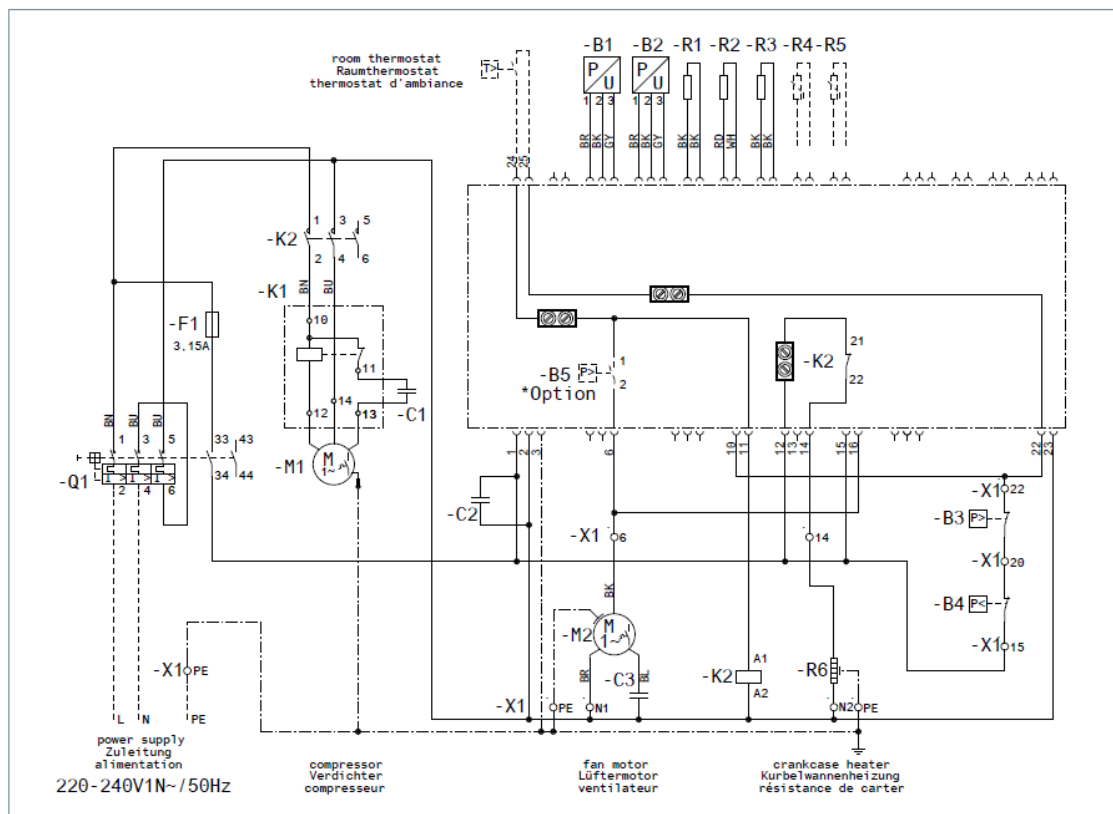 room thermostat
Raumthermostat
thermostat d'ambiance
T>
-B1 -B2 -R1 -R2 -R3 -R4 -R5
P U P U
1 2 3 1 2 3
BR BK GY BR BK GY BK BK RD WH BK BK
24 25
1 3 5
-K2
2 4 6
BN BU
-K1
10
-F1
3.15A
11
21
-K2
22
1
-B5 P>
2
*Option
14
12 13
-C1
BN BU
1 3 5 33 43
-Q1
I> I> I>
2 4 6 34 44
-M1
M
1~
1 2 3 6 10 11 12 13 14 15 16 22 23
-C2
-X1 6
14
-X1 22
-B3 P>
-X1 20
-B4 P<
-X1 15
BK
-M2
M
1~
BR
-C3
BL
A1
-K2
A2
-R6
-X1 PE
-X1 PE N1 N2 PE
L N PE
power supply
Zuleitung
alimentation
220-240V1N~/50Hz
compressor
Verdichter
compresseur
fan motor
Lüftermotor
ventilateur
crankcase heater
Kurbelwannenheizung
résistance de carter